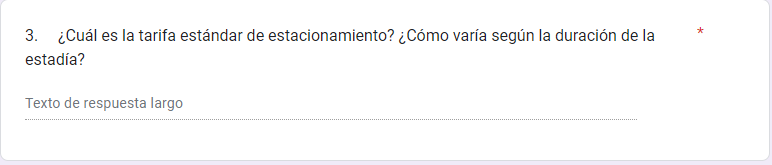 3. ¿Cuál es la tarifa estándar de estacionamiento? ¿Cómo varía según la duración de la *
estadía?
Texto de respuesta largo